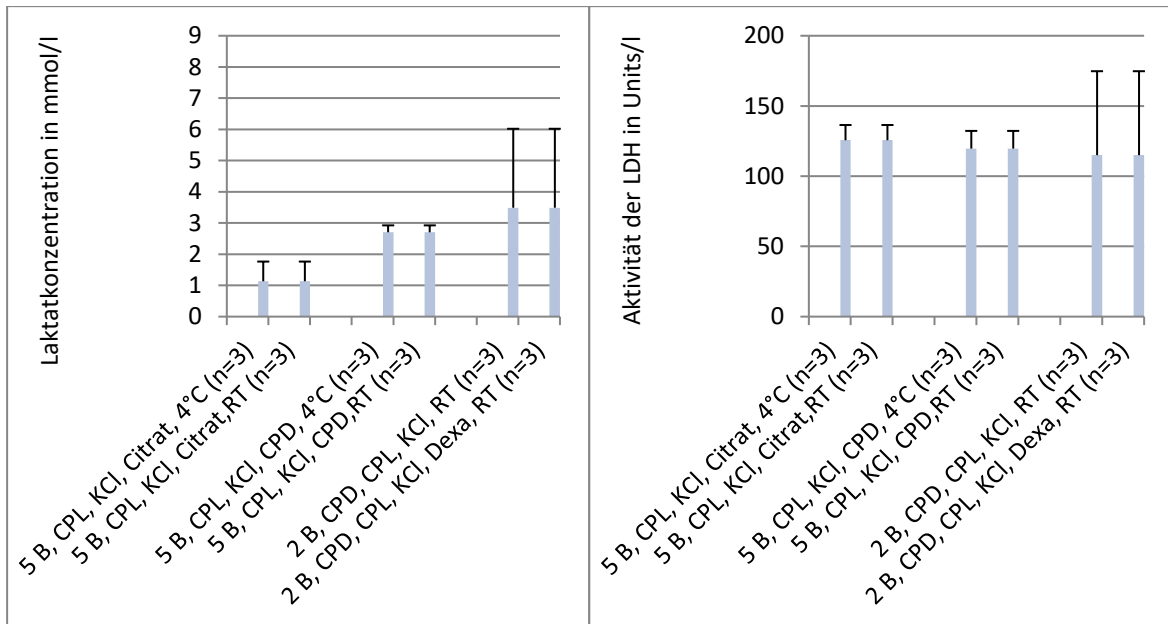 Laktatkonzentration in mmol/l
9
8
7
6
5
4
3
2
1
0
5 B, CPL, KCl, Citrat, 4°C (n=3)
5 B, CPL, KCl, Citrat,RT (n=3)
5 B, CPL, KCl, CPD, 4°C (n=3)
5 B, CPL, KCl, CPD,RT (n=3)
2 B, CPD, CPL, KCl, RT (n=3)
2 B, CPD, CPL, KCl, Dexa, RT (n=3)
Aktivität der LDH in Units/l
200
150
100
50
0
5 B, CPL, KCl, Citrat, 4°C (n=3)
5 B, CPL, KCl, Citrat,RT (n=3)
5 B, CPL, KCl, CPD, 4°C (n=3)
5 B, CPL, KCl, CPD,RT (n=3)
2 B, CPD, CPL, KCl, RT (n=3)
2 B, CPD, CPL, KCl, Dexa, RT (n=3)